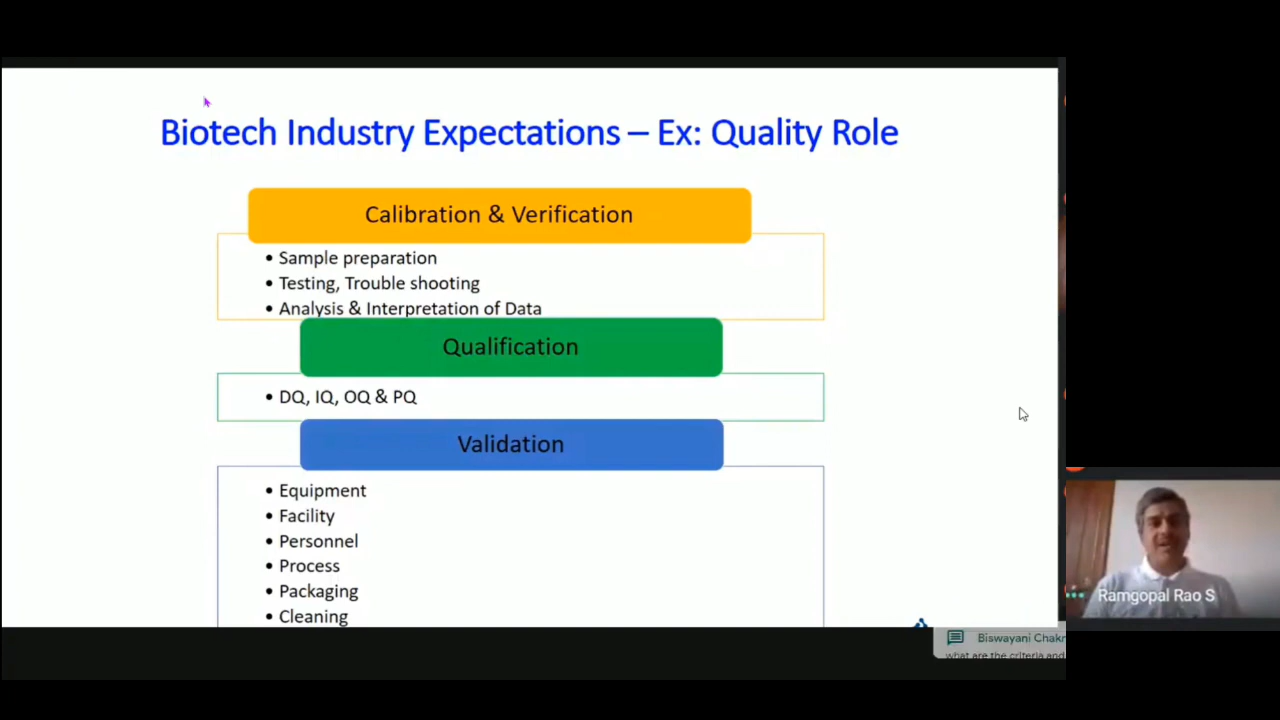 Biotech Industry Expectations – Ex: Quality Role
Calibration & Verification
• Sample preparation
• Testing, Trouble shooting
• Analysis & Interpretation of Data
Qualification
• DQ, IQ, OQ & PQ
Validation
• Equipment
• Facility
• Personnel
• Process
• Packaging
• Cleaning
Ramgopal Rao S
Biswayani Chakr
what are the criteria and